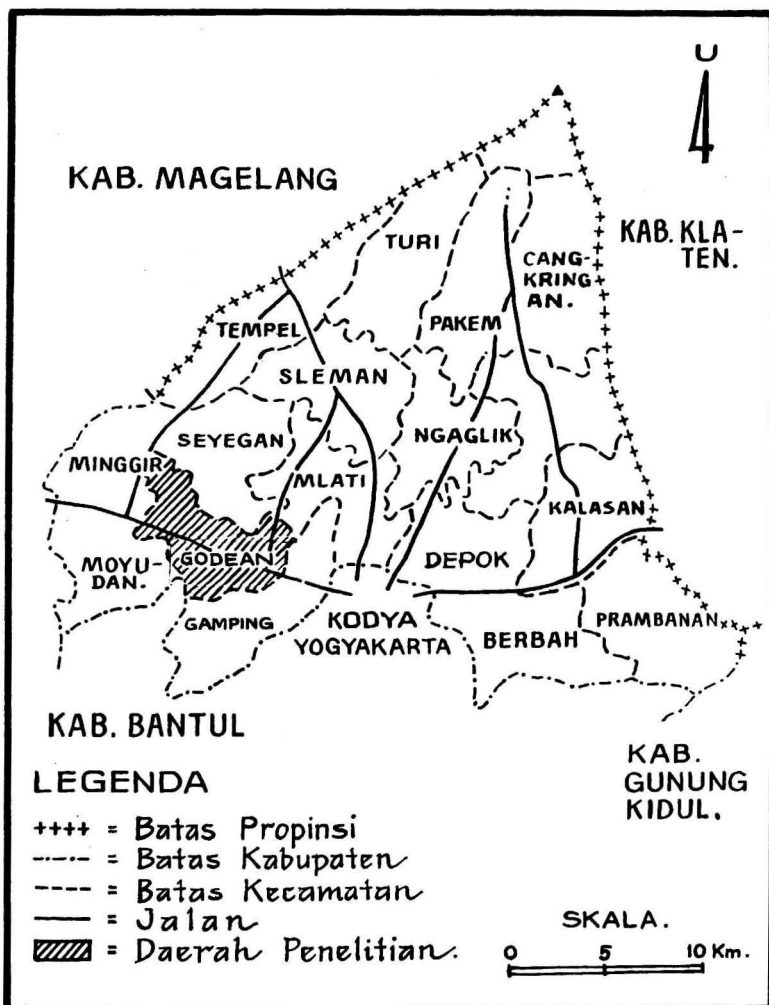 U
KAB. MAGELANG
KAB. KLA-
TEN.
TURI
CANG-
KRING
AN.
TEMPEL
PAKEM
SLEMAN
SEYEGAN
NGAGLIK
MINGGIR
MLATI
KALASAN
MOYU-
DAN.
GODEAN
DEPOK
GAMPING
KODYA
YOGYAKARTA
BERBAH
PRAMBANAN
KAB. BANTUL
KAB.
GUNUNG
KIDUL.
LEGENDA
++++ = Batas Propinsi
-.-.-.- = Batas Kabupaten
---- = Batas Kecamatan
—— = Jalan
= Daerah Penelitian.
SKALA.
0 5 10 Km.